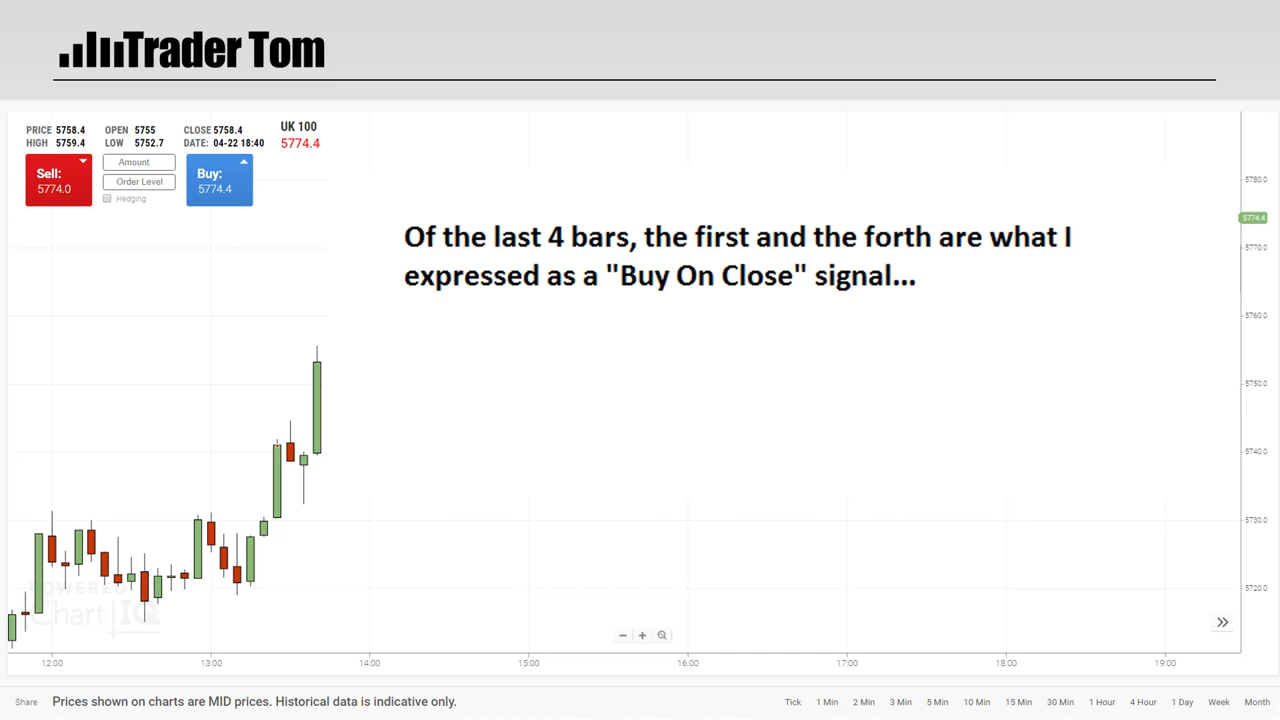 Trader Tom
PRICE 5758.4 OPEN 5755 CLOSE 5758.4 UK 100
HIGH 5759.4 LOW 5752.7 DATE: 04-22 18:40 5774.4
Sell: 5774.0
Amount
Order Level
Hedging
Buy: 5774.4
5780.0
5774.4
5770.0
Of the last 4 bars, the first and the forth are what I
expressed as a "Buy On Close" signal...
5760.0
5750.0
5740.0
5730.0
5720.0
POWERED
Chart IQ
12:00 13:00 14:00 15:00 16:00 17:00 18:00 19:00
Share Prices shown on charts are MID prices. Historical data is indicative only. Tick 1 Min 2 Min 3 Min 5 Min 10 Min 15 Min 30 Min 1 Hour 4 Hour 1 Day Week Month